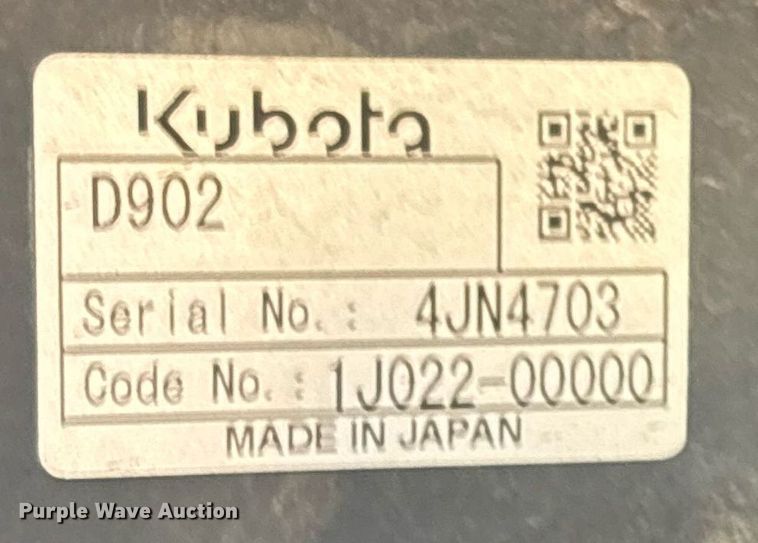 Kubota
D902
Serial No.: 4JN4703
Code No.: 1J022-00000
MADE IN JAPAN
Purple Wave Auction